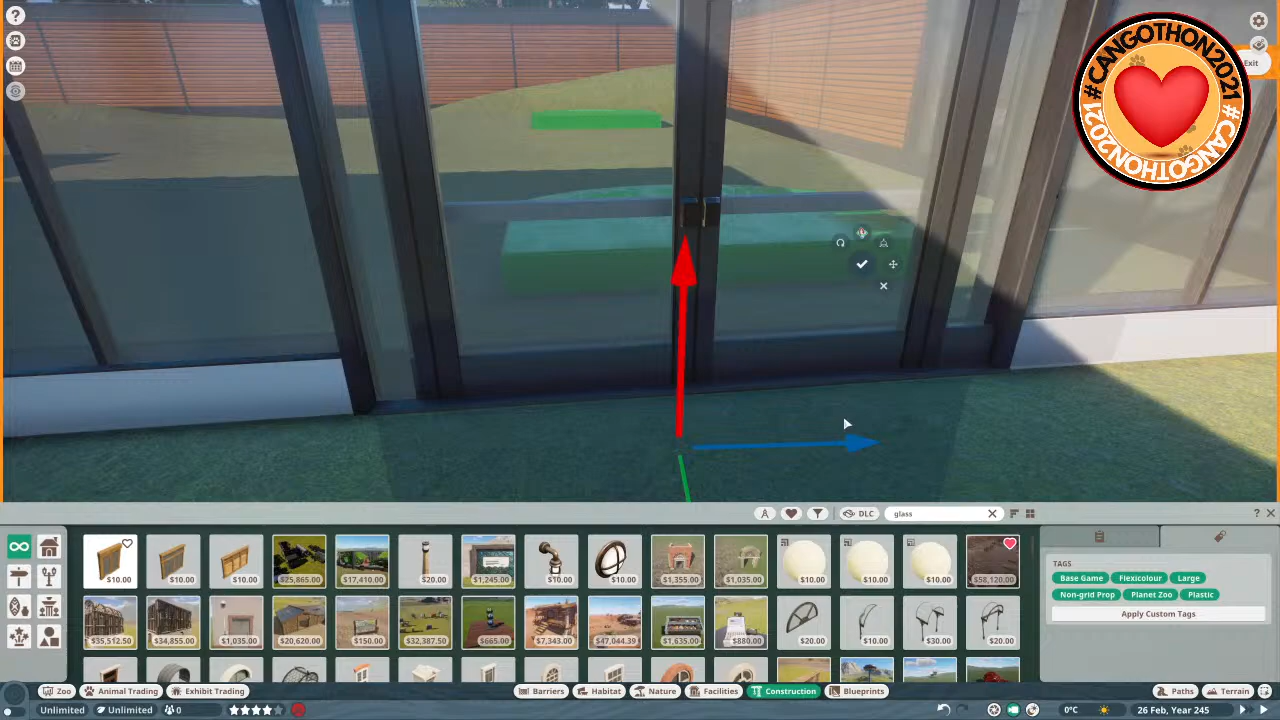 ?
Exit
#CANGOTHON2021
#CANGOTHON2021
A
DLC
glass
?
$10.00
$10.00
$10.00
$25,865.00
$17,410.00
$20.00
$1,245.00
$10.00
$10.00
$1,355.00
$1,035.00
$10.00
$10.00
$10.00
$58,120.00
$35,512.50
$34,855.00
$1,035.00
$20,620.00
$150.00
$32,387.50
$665.00
$7,343.00
$47,044.39
$1,635.00
$880.00
$20.00
$10.00
$30.00
$20.00
TAGS
Base Game
Flexicolour
Large
Non-grid Prop
Planet Zoo
Plastic
Apply Custom Tags
Zoo
Animal Trading
Exhibit Trading
Barriers
Habitat
Nature
Facilities
Construction
Blueprints
Paths
Terrain
Unlimited
Unlimited
0
0°C
26 Feb, Year 245